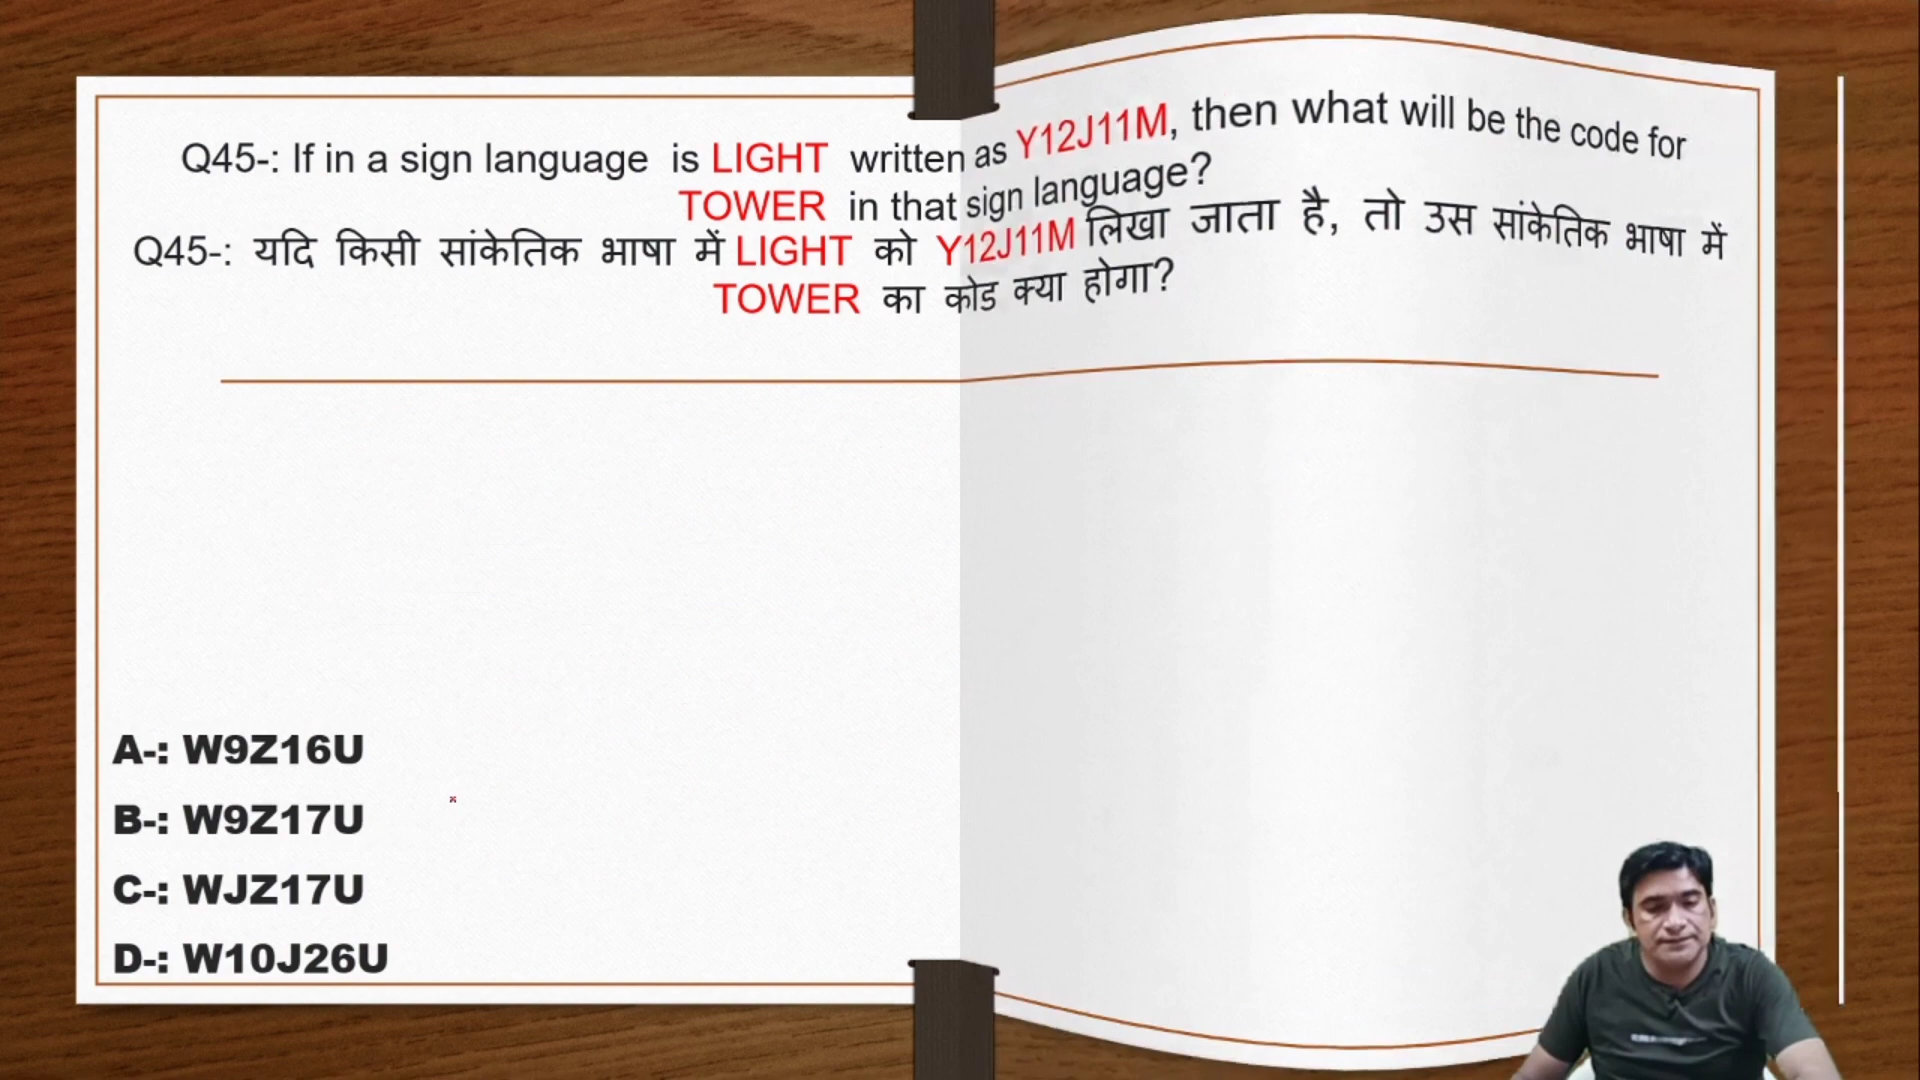 Q45-: If in a sign language is LIGHT written as Y12J11M, then what will be the code for
TOWER in that sign language?
Q45-: यदि किसी सांकेतिक भाषा में LIGHT को Y12J11M लिखा जाता है, तो उस सांकेतिक भाषा में
TOWER का कोड क्या होगा?
A-: W9Z16U
B-: W9Z17U
C-: WJZ17U
D-: W10J26U